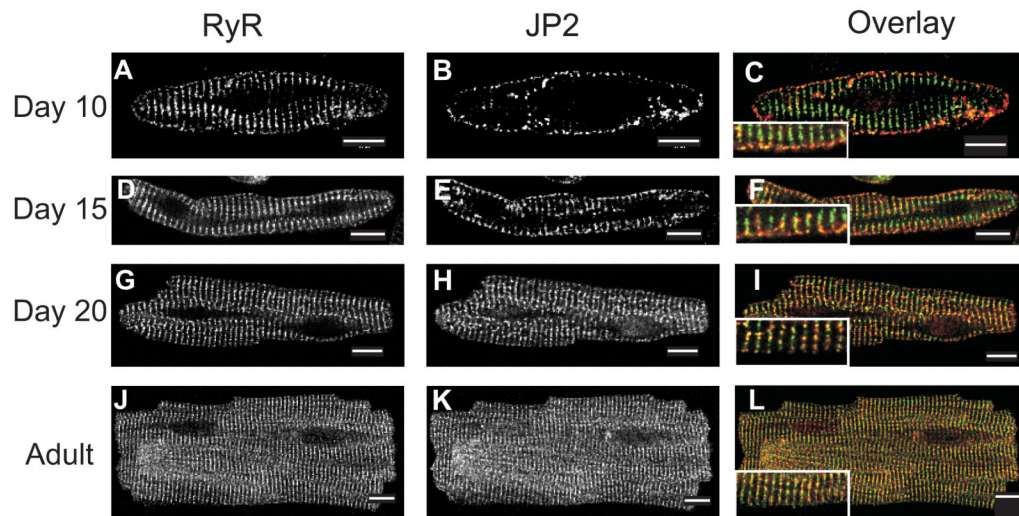 RyR JP2 Overlay
Day 10 A B C
Day 15 D E F
Day 20 G H I
Adult J K L